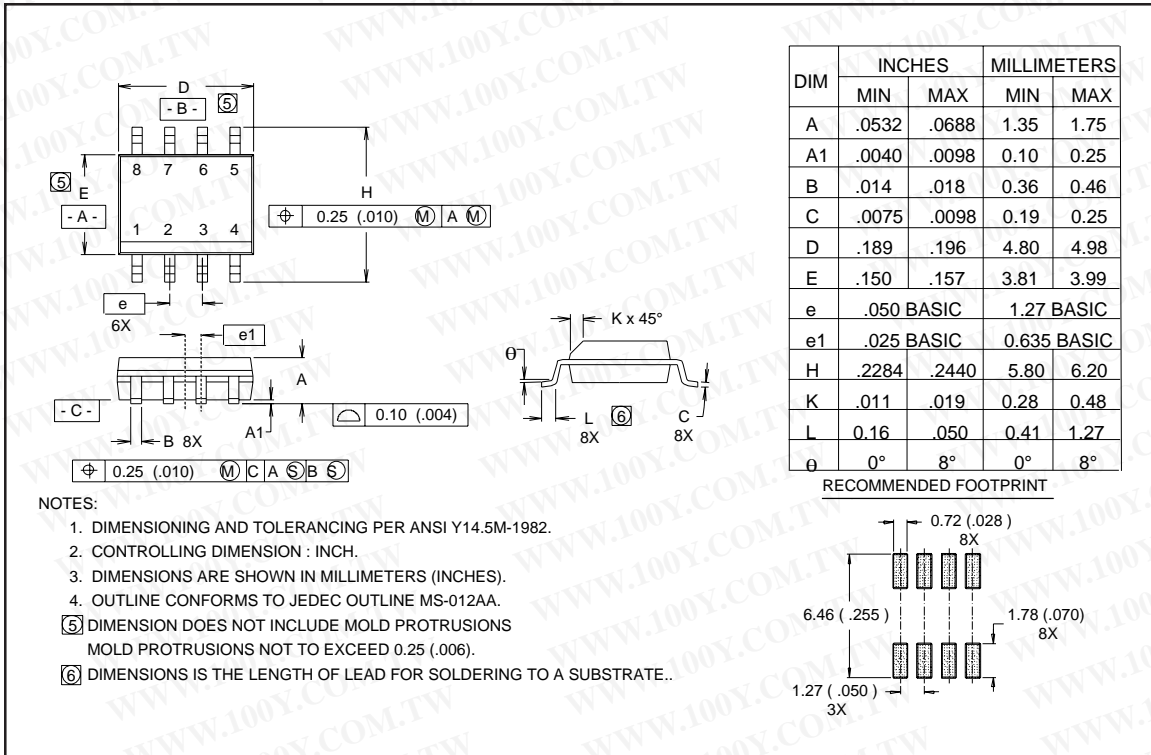 D
- B -
5
8 7 6 5
5
E
- A -
1 2 3 4
H
0.25 (.010) M A M
e
6X
e1
A
- C -
B 8X
A1
0.10 (.004)
0.25 (.010) M C A S B S
K x 45°
θ
L
8X
6
C
8X
DIM INCHES MILLIMETERS
MIN MAX MIN MAX
A .0532 .0688 1.35 1.75
A1 .0040 .0098 0.10 0.25
B .014 .018 0.36 0.46
C .0075 .0098 0.19 0.25
D .189 .196 4.80 4.98
E .150 .157 3.81 3.99
e .050 BASIC 1.27 BASIC
e1 .025 BASIC 0.635 BASIC
H .2284 .2440 5.80 6.20
K .011 .019 0.28 0.48
L 0.16 .050 0.41 1.27
θ 0° 8° 0° 8°
RECOMMENDED FOOTPRINT
0.72 (.028 )
8X
6.46 ( .255 )
1.78 (.070)
8X
1.27 ( .050 )
3X
NOTES:
1. DIMENSIONING AND TOLERANCING PER ANSI Y14.5M-1982.
2. CONTROLLING DIMENSION : INCH.
3. DIMENSIONS ARE SHOWN IN MILLIMETERS (INCHES).
4. OUTLINE CONFORMS TO JEDEC OUTLINE MS-012AA.
5 DIMENSION DOES NOT INCLUDE MOLD PROTRUSIONS
MOLD PROTRUSIONS NOT TO EXCEED 0.25 (.006).
6 DIMENSIONS IS THE LENGTH OF LEAD FOR SOLDERING TO A SUBSTRATE..
WWW.100Y.COM.TW